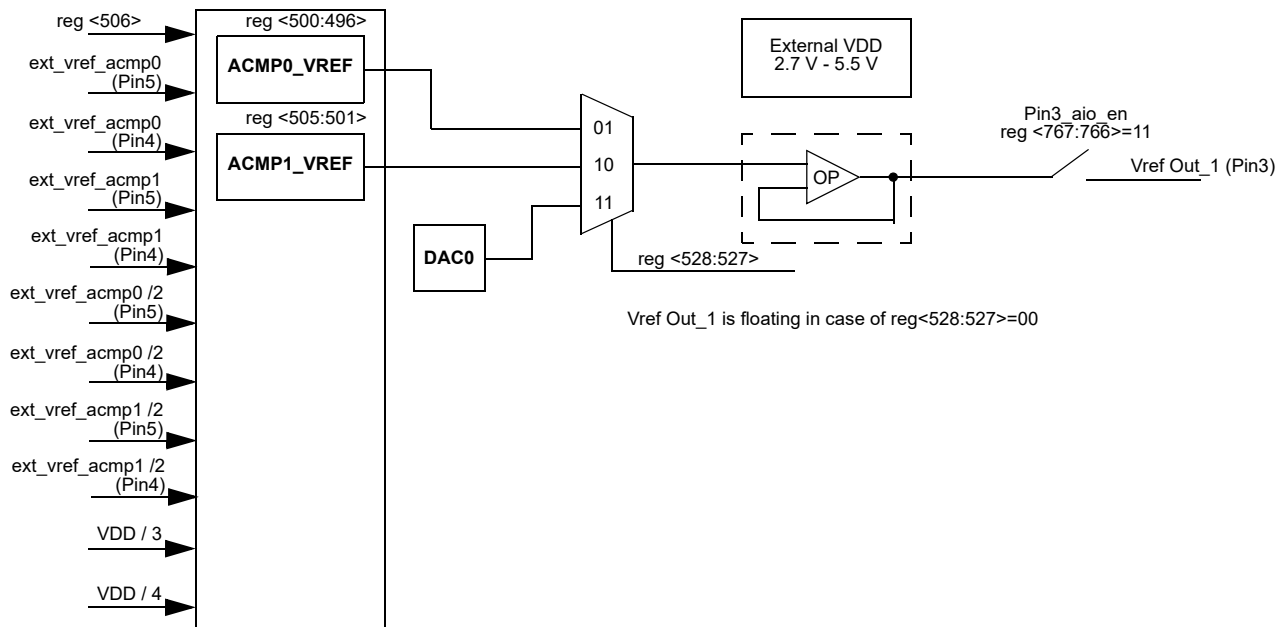 reg <506>
ext_vref_acmp0
(Pin5)
ext_vref_acmp0
(Pin4)
ext_vref_acmp1
(Pin5)
ext_vref_acmp1
(Pin4)
ext_vref_acmp0 /2
(Pin5)
ext_vref_acmp0 /2
(Pin4)
ext_vref_acmp1 /2
(Pin5)
ext_vref_acmp1 /2
(Pin4)
VDD / 3
VDD / 4
reg <500:496>
ACMP0_VREF
reg <505:501>
ACMP1_VREF
DAC0
01
10
11
reg <528:527>
External VDD
2.7 V - 5.5 V
OP
Pin3_aio_en
reg <767:766>=11
Vref Out_1 (Pin3)
Vref Out_1 is floating in case of reg<528:527>=00